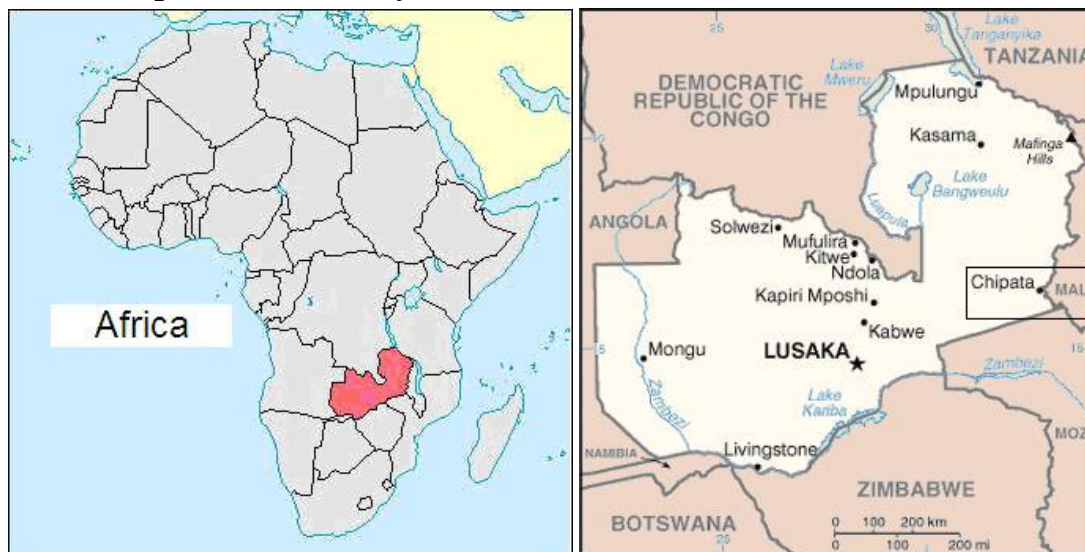 Africa
25
30
Lake
Tanganyika
TANZANIA
Lake
Mweru
DEMOCRATIC
REPUBLIC OF THE
CONGO
Mpulungu
Kasama
Mafinga
Hills
Lake
Bangweulu
Luapula
ANGOLA
Solwezi
Mufulira
Kitwe
Ndola
Chipata
MAL
Kapiri Mposhi
Kabwe
15
Mongu
LUSAKA
15
Zambezi
Zambezi
Lake
Kariba
MOZ
Livingstone
NAMIBIA
ZIMBABWE
BOTSWANA
0 100 200 km
0 100 200 mi
25